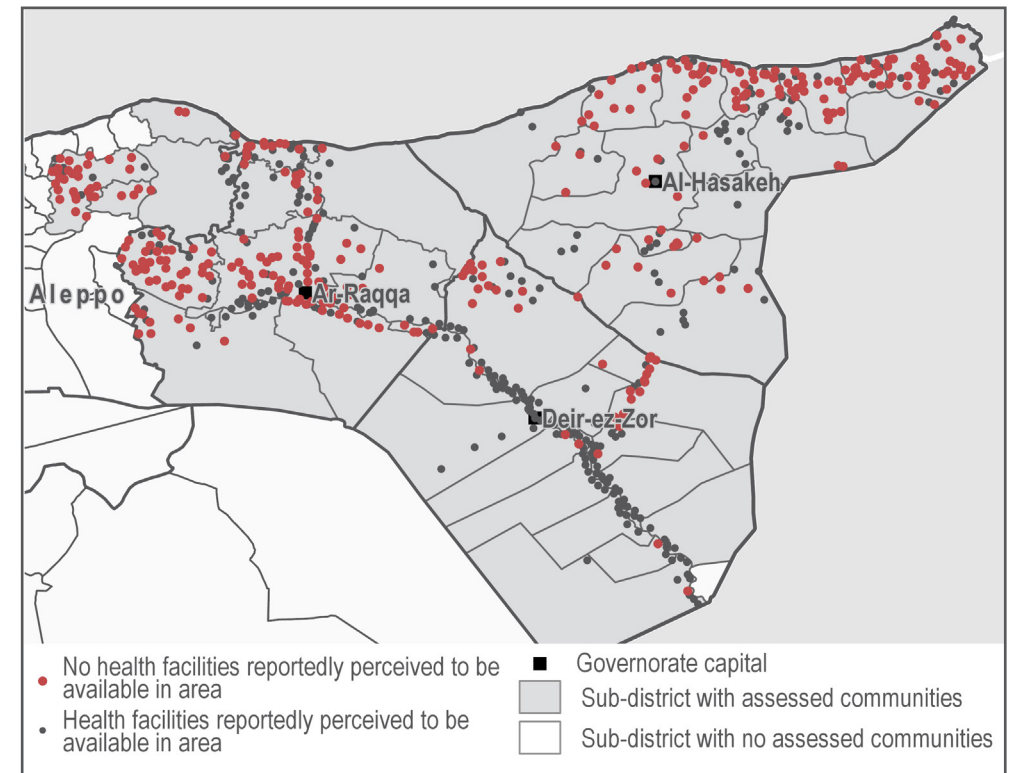 Al-Hasakeh
Aleppo
Ar-Raqqa
Deir-ez-Zor
No health facilities reportedly perceived to be
available in area
Health facilities reportedly perceived to be
available in area
Governorate capital
Sub-district with assessed communities
Sub-district with no assessed communities